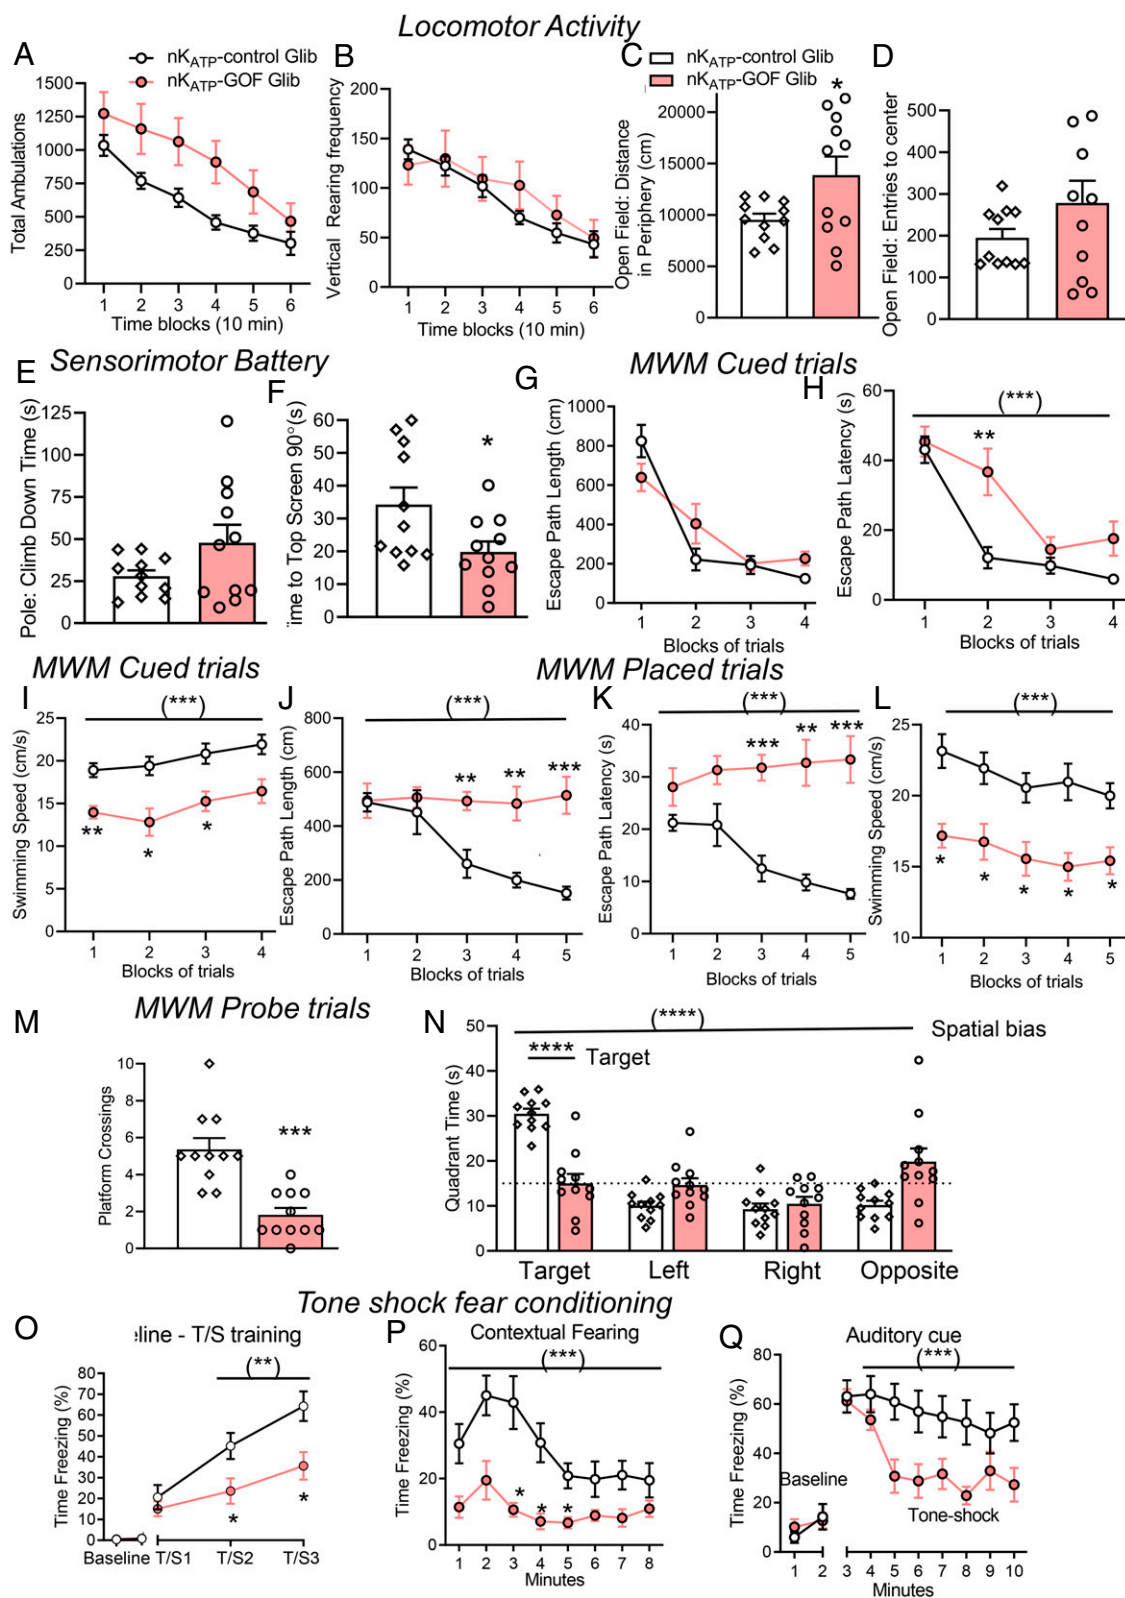 Locomotor Activity
A
nKATP-control Glib
nKATP-GOF Glib
Total Ambulations
1500
1250
1000
750
500
250
0
1 2 3 4 5 6
Time blocks (10 min)
B
Vertical Rearing frequency
200
150
100
50
0
1 2 3 4 5 6
Time blocks (10 min)
C
nKATP-control Glib
nKATP-GOF Glib
Open Field: Distance
in Periphery (cm)
20000
15000
10000
5000
0
*
D
Open Field: Entries to center
500
400
300
200
100
0
Sensorimotor Battery
E
Pole: Climb Down Time (s)
125
100
75
50
25
0
F
ime to Top Screen 90°(s)
60
50
40
30
20
10
0
*
MWM Cued trials
G
Escape Path Length (cm)
1000
800
600
400
200
0
1 2 3 4
Blocks of trials
H
Escape Path Latency (s)
60
40
20
0
(***)
**
1 2 3 4
Blocks of trials
MWM Cued trials
I
Swimming Speed (cm/s)
25
20
15
10
5
0
(***)
**
*
*
1 2 3 4
Blocks of trials
MWM Placed trials
J
Escape Path Length (cm)
800
600
400
200
0
(***)
** ** ***
1 2 3 4 5
Blocks of trials
K
Escape Path Latency (s)
40
30
20
10
0
(***)
*** ** ***
1 2 3 4 5
Blocks of trials
L
Swimming Speed (cm/s)
25
20
15
10
(***)
* * * * *
1 2 3 4 5
Blocks of trials
MWM Probe trials
M
Platform Crossings
10
8
6
4
2
0
***
N
Quadrant Time (s)
50
40
30
20
10
0
(****)
Spatial bias
**** Target
Target Left Right Opposite
Tone shock fear conditioning
O
line - T/S training
(**)
Time Freezing (%)
80
70
60
50
40
30
20
10
0
*
*
Baseline T/S1 T/S2 T/S3
P
Contextual Fearing
(***)
Time Freezing (%)
60
40
20
0
* * *
1 2 3 4 5 6 7 8
Minutes
Q
Auditory cue
(***)
Time Freezing (%)
80
60
40
20
0
Baseline
Tone-shock
1 2 3 4 5 6 7 8 9 10
Minutes